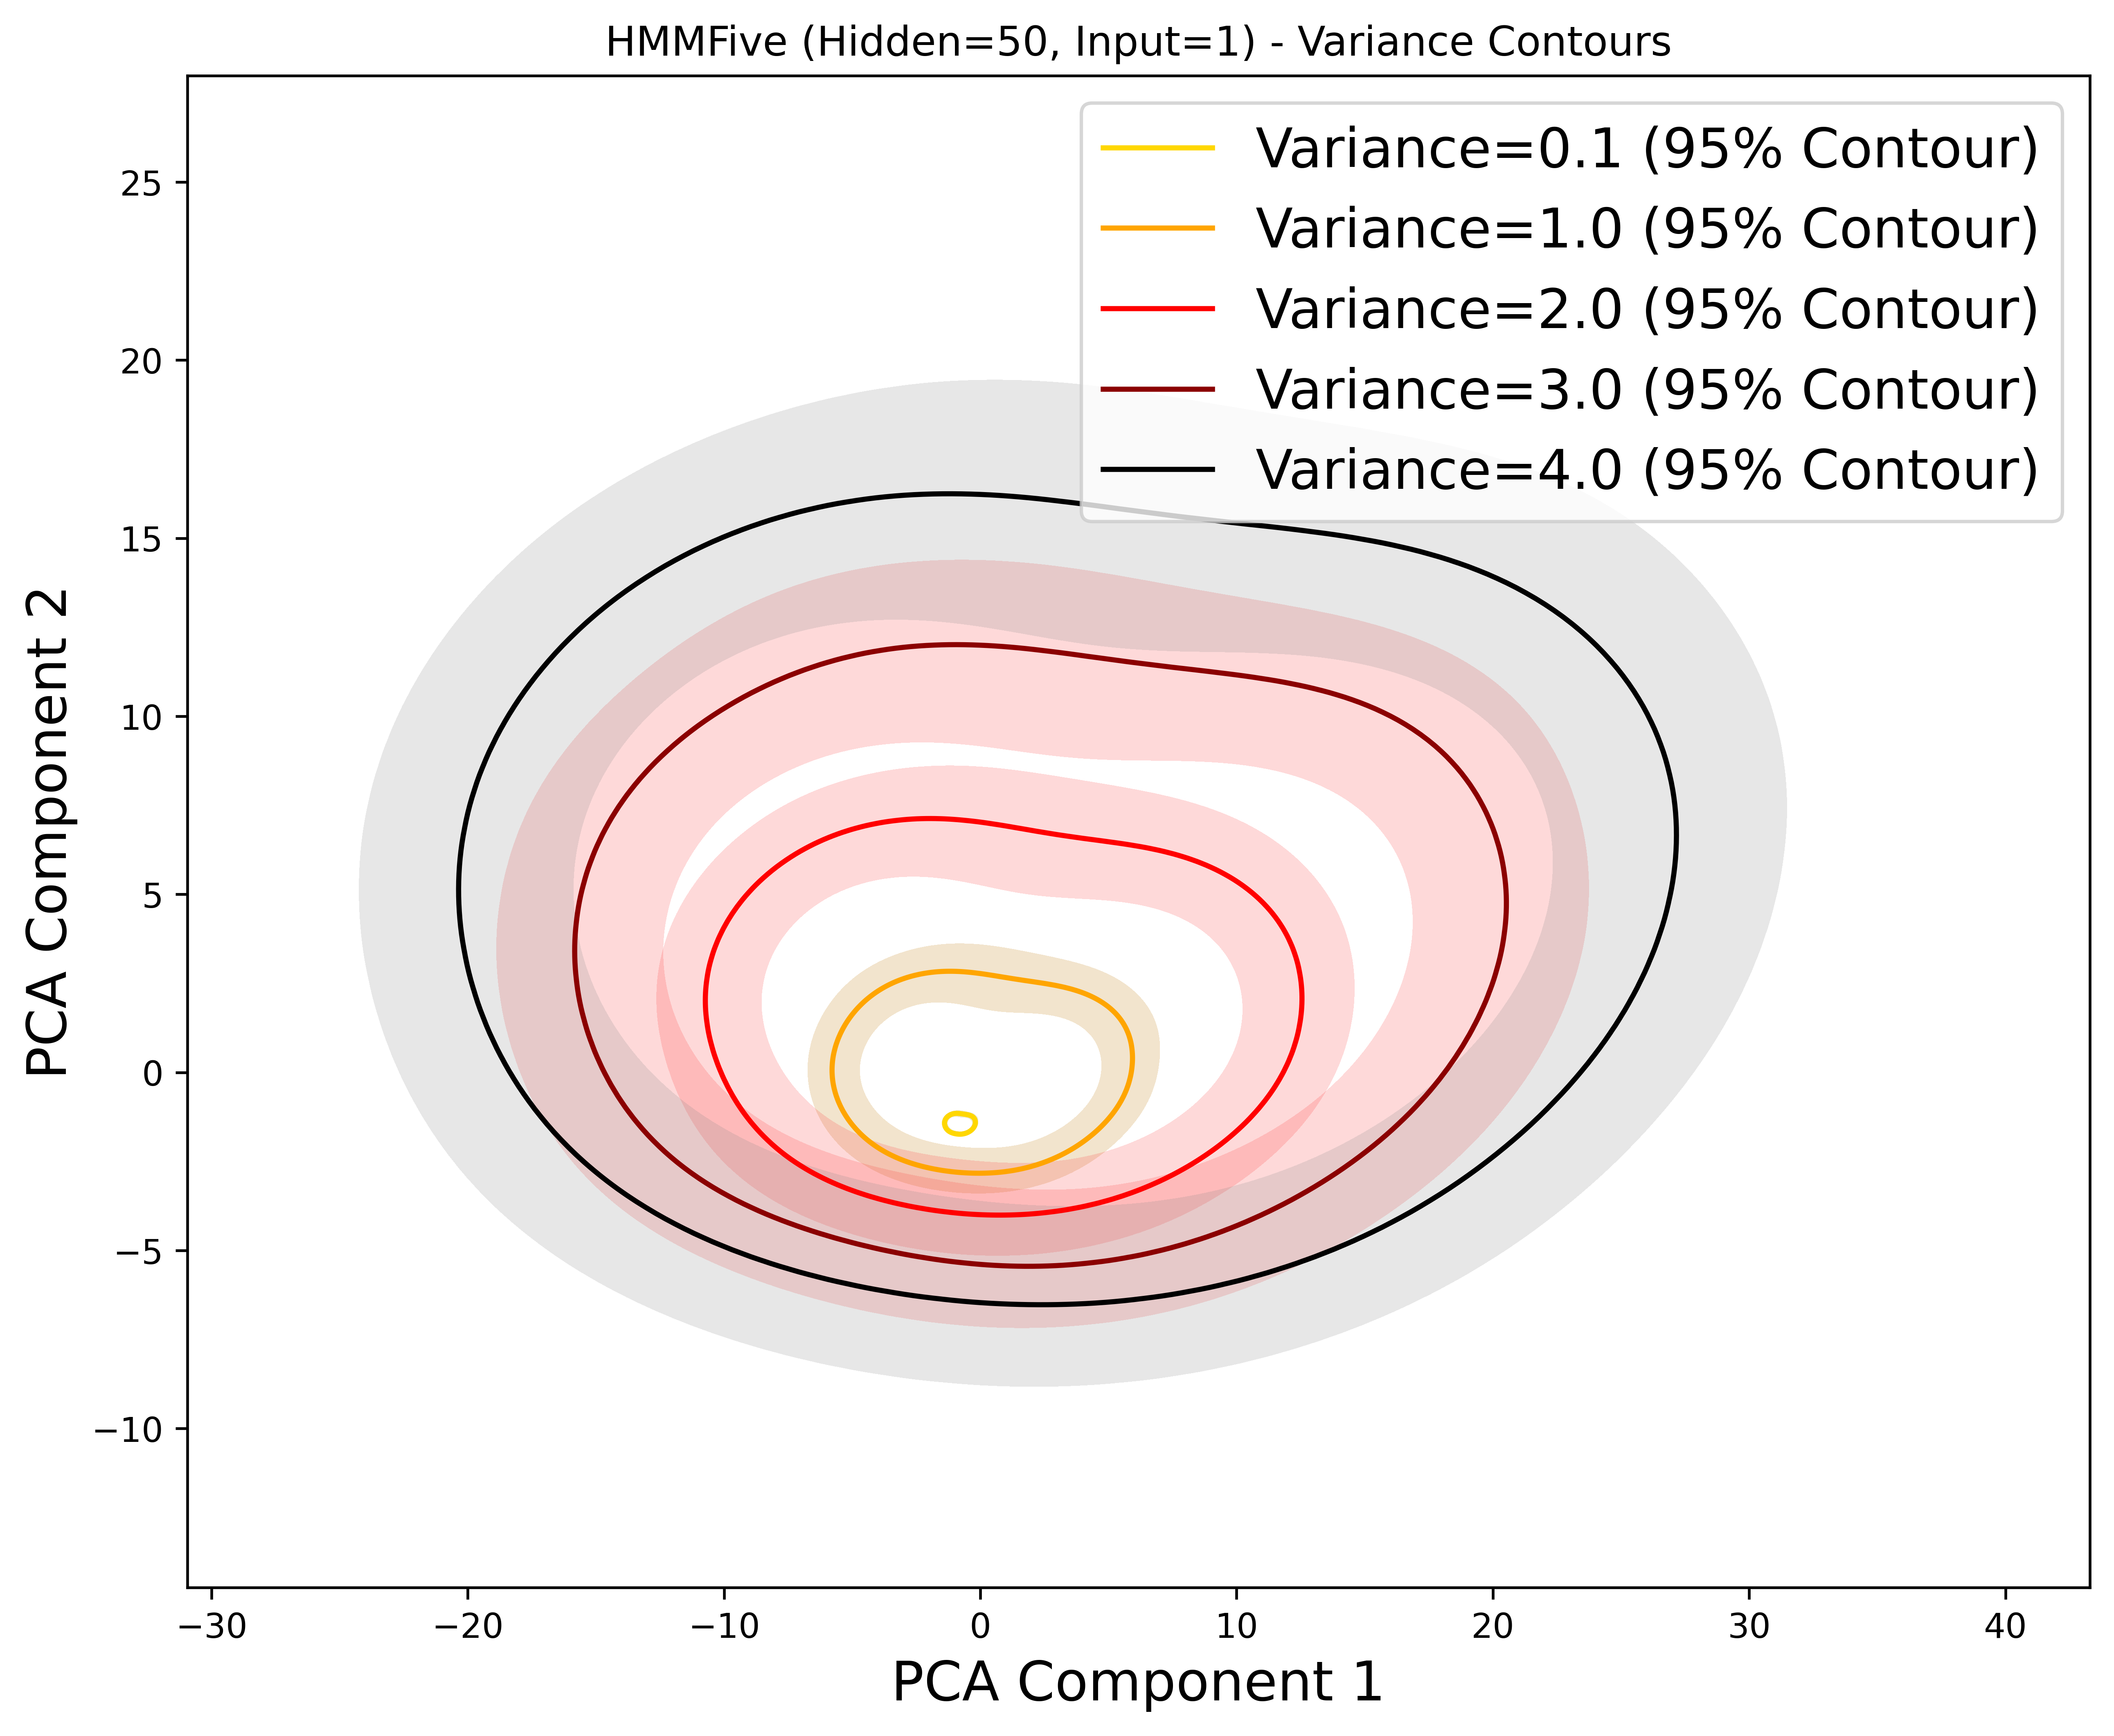 HMMFive (Hidden=50, Input=1) - Variance Contours
Variance=0.1 (95% Contour)
Variance=1.0 (95% Contour)
Variance=2.0 (95% Contour)
Variance=3.0 (95% Contour)
Variance=4.0 (95% Contour)
PCA Component 2
25
20
15
10
5
0
−5
−10
−30
−20
−10
0
10
20
30
40
PCA Component 1